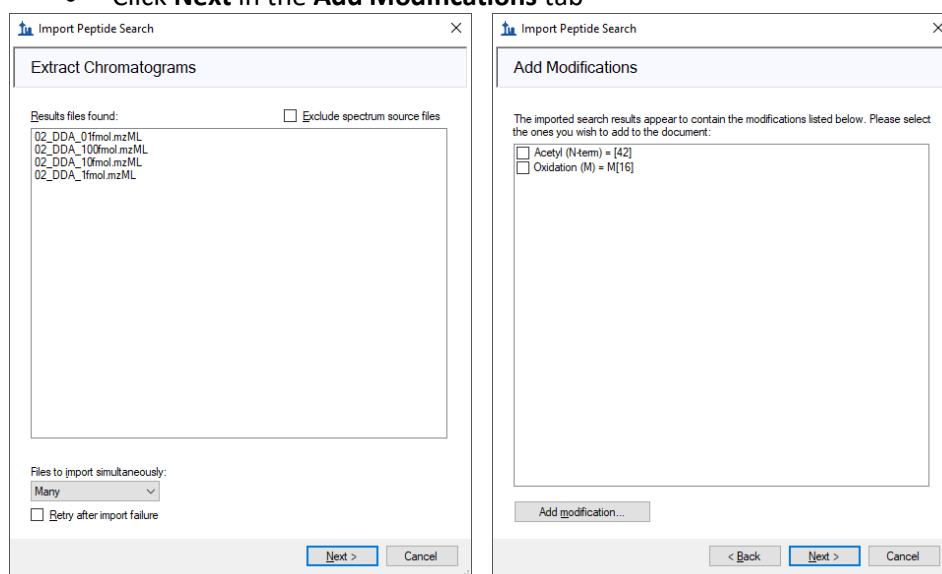 • Click Next in the Add Modifications tab
Import Peptide Search
Extract Chromatograms
Results files found:
Exclude spectrum source files
02_DDA_01fmol.mzML
02_DDA_100fmol.mzML
02_DDA_10fmol.mzML
02_DDA_1fmol.mzML
Files to import simultaneously:
Many
Retry after import failure
Next >
Cancel
Import Peptide Search
Add Modifications
The imported search results appear to contain the modifications listed below. Please select
the ones you wish to add to the document:
Acetyl (N-term) = [42]
Oxidation (M) = M[16]
Add modification...
< Back
Next >
Cancel